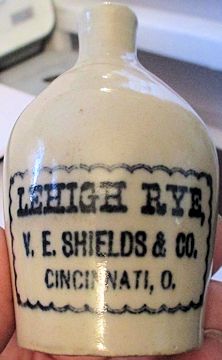 LEHIGH RYE,
V. E. SHIELDS & CO.
CINCINNATI, O.